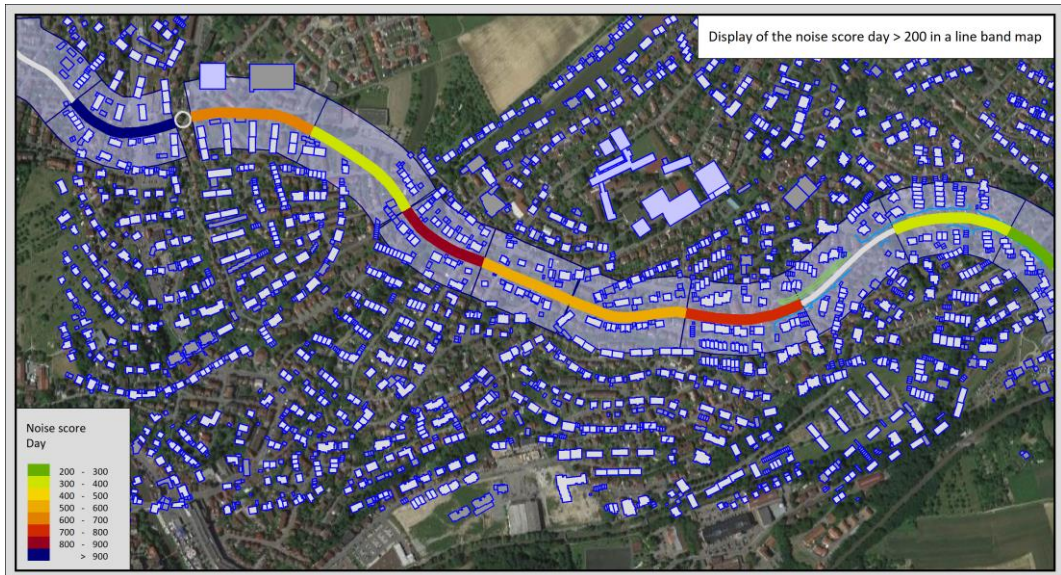 Display of the noise score day > 200 in a line band map
Noise score
Day
200 - 300
300 - 400
400 - 500
500 - 600
600 - 700
700 - 800
800 - 900
> 900